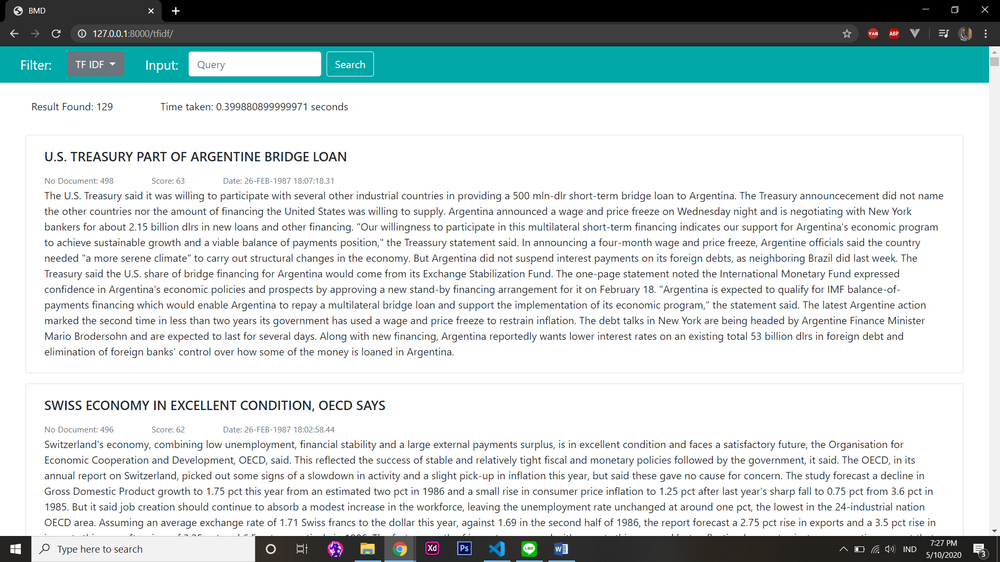 BMD
127.0.0.1:8000/tfidf/
YAB
ABP
Filter:
TF IDF
Input:
Query
Search
Result Found: 129
Time taken: 0.399880899999971 seconds
U.S. TREASURY PART OF ARGENTINE BRIDGE LOAN
No Document: 498
Score: 63
Date: 26-FEB-1987 18:07:18.31
The U.S. Treasury said it was willing to participate with several other industrial countries in providing a 500 mln-dlr short-term bridge loan to Argentina. The Treasury announcecement did not name
the other countries nor the amount of financing the United States was willing to supply. Argentina announced a wage and price freeze on Wednesday night and is negotiating with New York
bankers for about 2.15 billion dlrs in new loans and other financing. "Our willingness to participate in this multilateral short-term financing indicates our support for Argentina's economic program
to achieve sustainable growth and a viable balance of payments position," the Treassury statement said. In announcing a four-month wage and price freeze, Argentine officials said the country
needed "a more serene climate" to carry out structural changes in the economy. But Argentina did not suspend interest payments on its foreign debts, as neighboring Brazil did last week. The
Treasury said the U.S. share of bridge financing for Argentina would come from its Exchange Stabilization Fund. The one-page statement noted the International Monetary Fund expressed
confidence in Argentina's economic policies and prospects by approving a new stand-by financing arrangement for it on February 18. "Argentina is expected to qualify for IMF balance-of-
payments financing which would enable Argentina to repay a multilateral bridge loan and support the implementation of its economic program," the statement said. The latest Argentine action
marked the second time in less than two years its government has used a wage and price freeze to restrain inflation. The debt talks in New York are being headed by Argentine Finance Minister
Mario Brodersohn and are expected to last for several days. Along with new financing, Argentina reportedly wants lower interest rates on an existing total 53 billion dlrs in foreign debt and
elimination of foreign banks' control over how some of the money is loaned in Argentina.
SWISS ECONOMY IN EXCELLENT CONDITION, OECD SAYS
No Document: 496
Score: 62
Date: 26-FEB-1987 18:02:58.44
Switzerland's economy, combining low unemployment, financial stability and a large external payments surplus, is in excellent condition and faces a satisfactory future, the Organisation for
Economic Cooperation and Development, OECD, said. This reflected the success of stable and relatively tight fiscal and monetary policies followed by the government, it said. The OECD, in its
annual report on Switzerland, picked out some signs of a slowdown in activity and a slight pick-up in inflation this year, but said these gave no cause for concern. The study forecast a decline in
Gross Domestic Product growth to 1.75 pct this year from an estimated two pct in 1986 and a small rise in consumer price inflation to 1.25 pct after last year's sharp fall to 0.75 pct from 3.6 pct in
1985. But it said job creation should continue to absorb a modest increase in the workforce, leaving the unemployment rate unchanged at around one pct, the lowest in the 24-industrial nation
OECD area. Assuming an average exchange rate of 1.71 Swiss francs to the dollar this year, against 1.69 in the second half of 1986, the report forecast a 2.75 pct rise in exports and a 3.5 pct rise in
Type here to search
Xd
Ps
LINE
W
IND
7:27 PM
5/10/2020
3